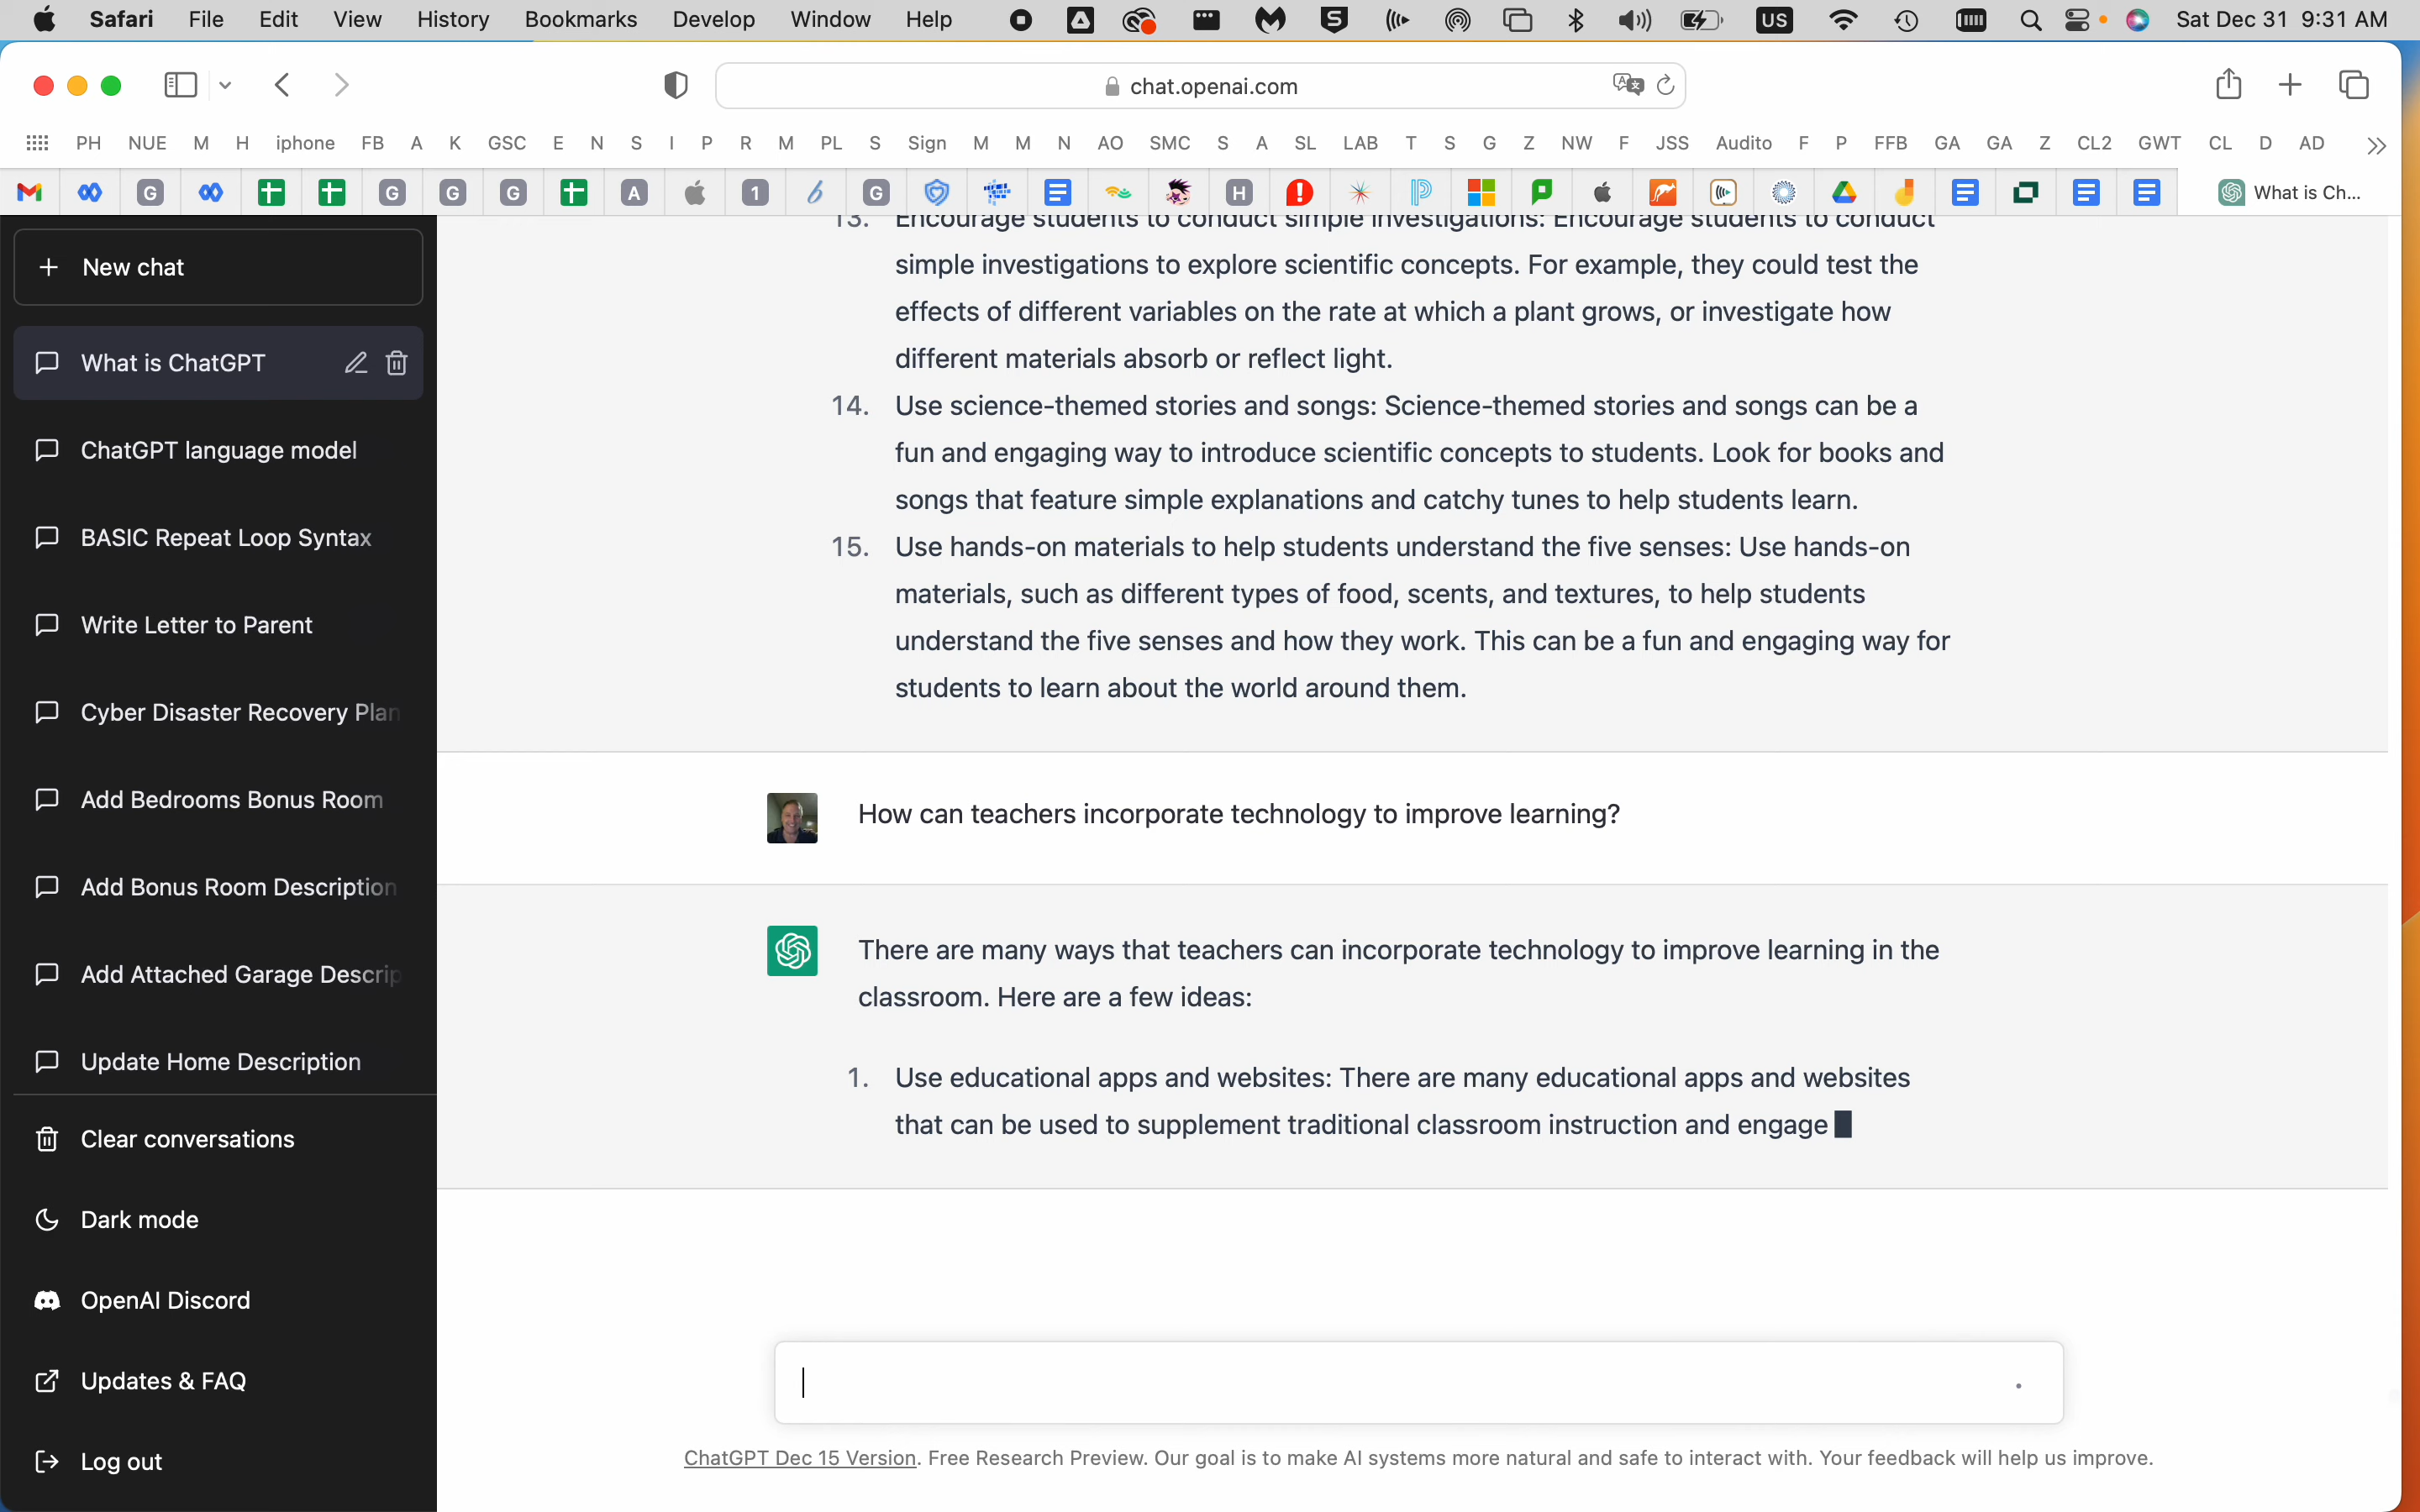 Safari File Edit View History Bookmarks Develop Window Help US Sat Dec 31 9:31 AM
chat.openai.com
PH NUE M H iphone FB A K GSC E N S I P R M PL S Sign M M N AO SMC S A SL LAB T S G Z NW F JSS Audito F P FFB GA GA Z CL2 GWT CL D AD
G G G G A 1 G H What is Ch...
New chat
What is ChatGPT
ChatGPT language model
BASIC Repeat Loop Syntax
Write Letter to Parent
Cyber Disaster Recovery Plan
Add Bedrooms Bonus Room
Add Bonus Room Description
Add Attached Garage Descrip
Update Home Description
Clear conversations
Dark mode
OpenAI Discord
Updates & FAQ
Log out
13. Encourage students to conduct simple investigations: Encourage students to conduct
simple investigations to explore scientific concepts. For example, they could test the
effects of different variables on the rate at which a plant grows, or investigate how
different materials absorb or reflect light.
14. Use science-themed stories and songs: Science-themed stories and songs can be a
fun and engaging way to introduce scientific concepts to students. Look for books and
songs that feature simple explanations and catchy tunes to help students learn.
15. Use hands-on materials to help students understand the five senses: Use hands-on
materials, such as different types of food, scents, and textures, to help students
understand the five senses and how they work. This can be a fun and engaging way for
students to learn about the world around them.
How can teachers incorporate technology to improve learning?
There are many ways that teachers can incorporate technology to improve learning in the
classroom. Here are a few ideas:
1. Use educational apps and websites: There are many educational apps and websites
that can be used to supplement traditional classroom instruction and engage
ChatGPT Dec 15 Version. Free Research Preview. Our goal is to make AI systems more natural and safe to interact with. Your feedback will help us improve.